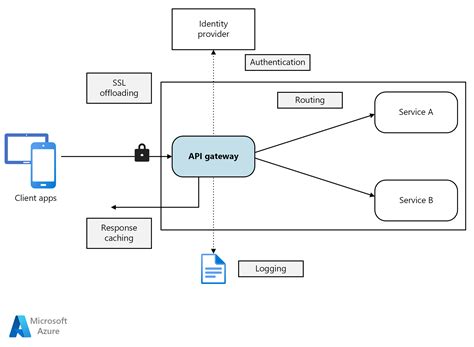 Identity
provider
Authentication
SSL
offloading
Routing
Service A
API gateway
Client apps
Service B
Response
caching
Logging
Microsoft
Azure